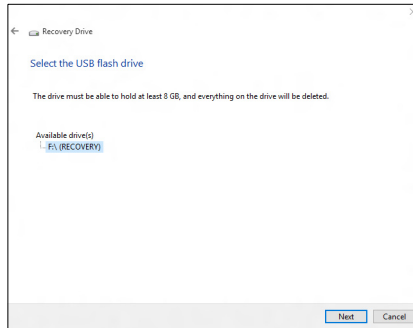 Recovery Drive
Select the USB flash drive
The drive must be able to hold at least 8 GB, and everything on the drive will be deleted.
Available drive(s)
F:\ (RECOVERY)
Next Cancel